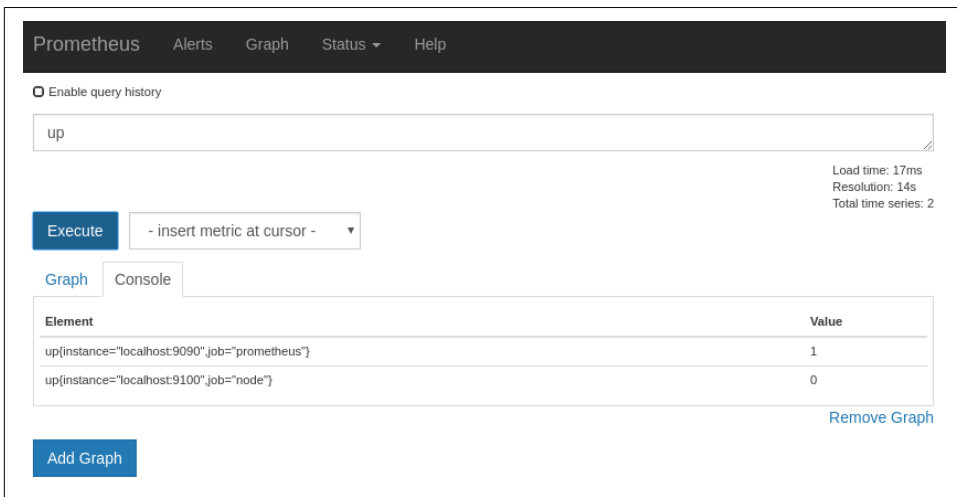 Prometheus Alerts Graph Status Help
Enable query history
up
Load time: 17ms
Resolution: 14s
Total time series: 2
Execute - insert metric at cursor -
Graph Console
Element Value
up{instance="localhost:9090",job="prometheus"} 1
up{instance="localhost:9100",job="node"} 0
Remove Graph
Add Graph